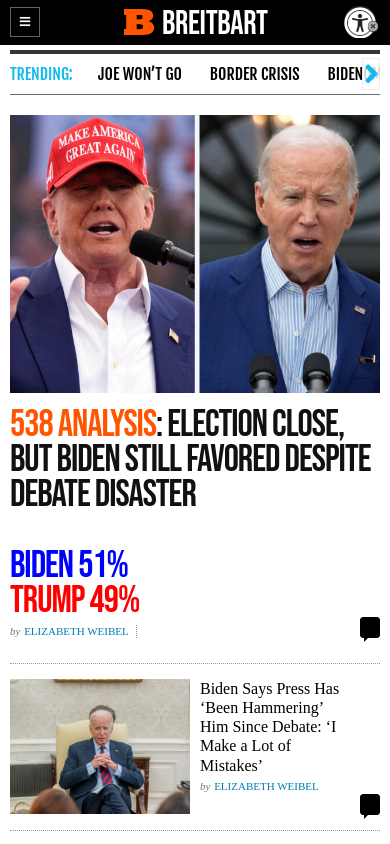 BREITBART
TRENDING:
JOE WON'T GO
BORDER CRISIS
BIDEN
MAKE AMERICA
GREAT AGAIN
538 ANALYSIS: ELECTION CLOSE,
BUT BIDEN STILL FAVORED DESPITE
DEBATE DISASTER
BIDEN 51%
TRUMP 49%
by ELIZABETH WEIBEL
Biden Says Press Has
‘Been Hammering’
Him Since Debate: ‘I
Make a Lot of
Mistakes’
by ELIZABETH WEIBEL